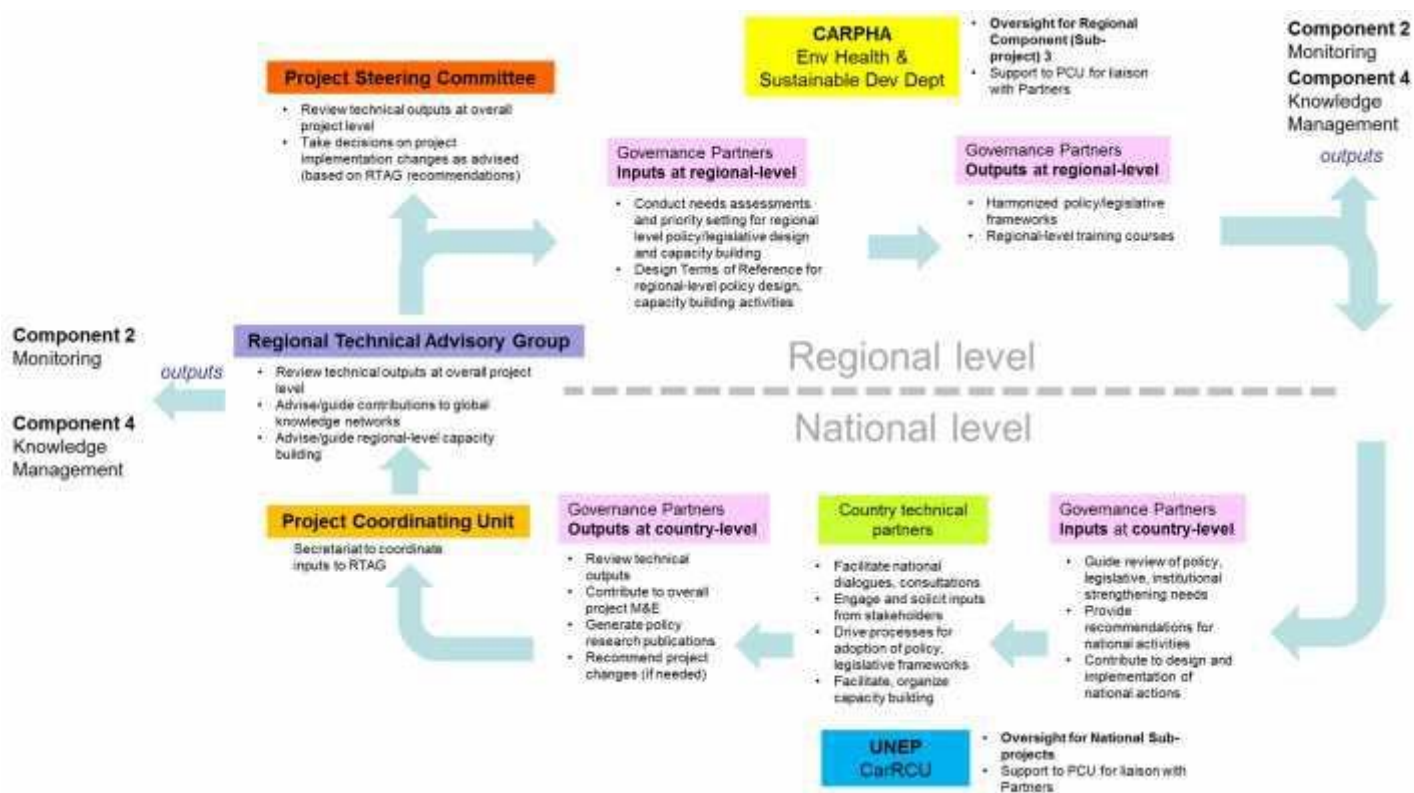 CARPHA
Env Health &
Sustainable Dev Dept
• Oversight for Regional
Component (Sub-
project) 3
• Support to PCU for liaison
with Partners
Component 2
Monitoring
Component 4
Knowledge
Management
outputs
Project Steering Committee
• Review technical outputs at overall
project level
• Take decisions on project
implementation changes as advised
(based on RTAG recommendations)
Governance Partners
Inputs at regional-level
• Conduct needs assessments
and priority setting for regional
level policy/legislative design
and capacity building
• Design Terms of Reference for
regional-level policy design,
capacity building activities
Governance Partners
Outputs at regional-level
• Harmonized policy/legislative
frameworks
• Regional-level training courses
Component 2
Monitoring
outputs
Component 4
Knowledge
Management
Regional Technical Advisory Group
• Review technical outputs at overall project
level
• Advise/guide contributions to global
knowledge networks
• Advise/guide regional-level capacity
building
Regional level
National level
Project Coordinating Unit
Secretariat to coordinate
inputs to RTAG
Governance Partners
Outputs at country-level
• Review technical
outputs
• Contribute to overall
project M&E
• Generate policy
research publications
• Recommend project
changes (if needed)
Country technical
partners
• Facilitate national
dialogues, consultations
• Engage and solicit inputs
from stakeholders
• Drive processes for
adoption of policy,
legislative frameworks
• Facilitate, organize
capacity building
Governance Partners
Inputs at country-level
• Guide review of policy,
legislative, institutional
strengthening needs
• Provide
recommendations for
national activities
• Contribute to design and
implementation of
national actions
UNEP
CarRCU
• Oversight for National Sub-
projects
• Support to PCU for liaison with
Partners